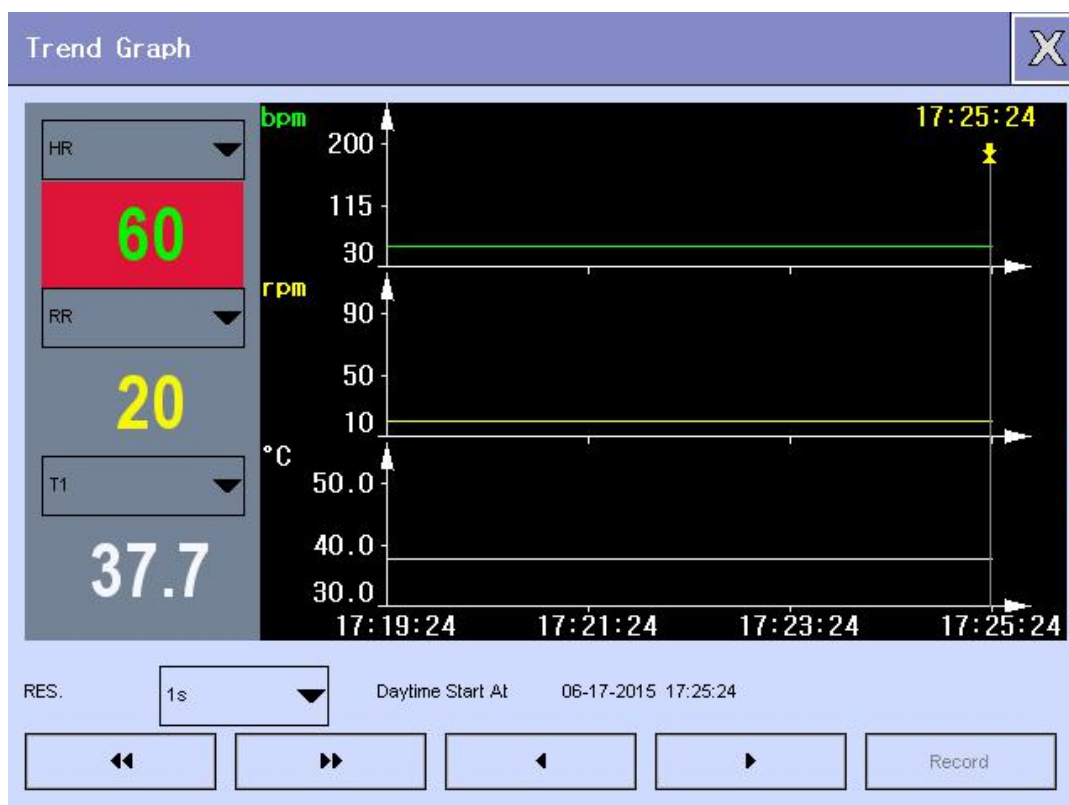 Trend Graph
X
HR
60
RR
20
T1
37.7
bpm
200
115
30
17:25:24
rpm
90
50
10
°C
50.0
40.0
30.0
17:19:24 17:21:24 17:23:24 17:25:24
RES. 1s Daytime Start At 06-17-2015 17:25:24
Record